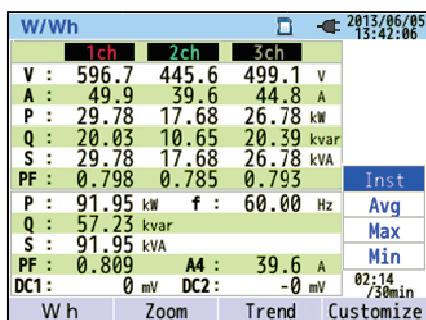 W/Wh 2013/06/05
13:42:06
1ch 2ch 3ch
V : 596.7 445.6 499.1 V
A : 49.9 39.6 44.8 A
P : 29.78 17.68 26.78 kW
Q : 20.03 10.65 20.39 kvar
S : 29.78 17.68 26.78 kVA
PF : 0.798 0.785 0.793
Inst
P : 91.95 kW f : 60.00 Hz
Avg
Q : 57.23 kvar
Max
S : 91.95 kVA
Min
PF : 0.809 A4 : 39.6 A
DC1: 0 mV DC2: -0 mV
02:14
/30min
Wh Zoom Trend Customize